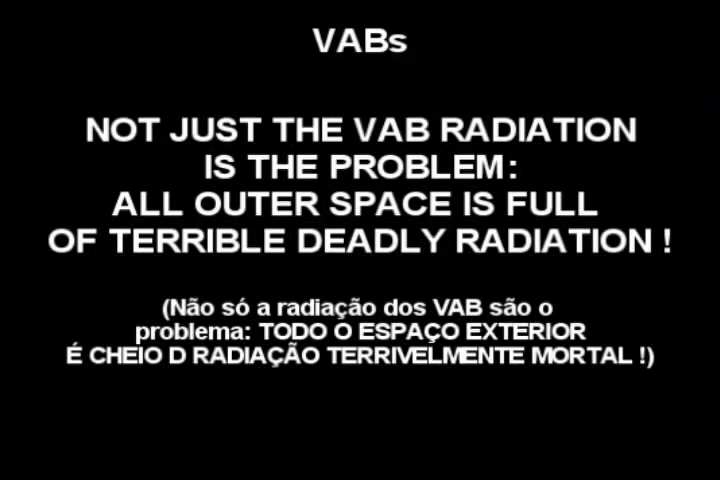 VABs
NOT JUST THE VAB RADIATION
IS THE PROBLEM:
ALL OUTER SPACE IS FULL
OF TERRIBLE DEADLY RADIATION !
(Não só a radiação dos VAB são o
problema: TODO O ESPAÇO EXTERIOR
É CHEIO D RADIAÇÃO TERRIVELMENTE MORTAL !)